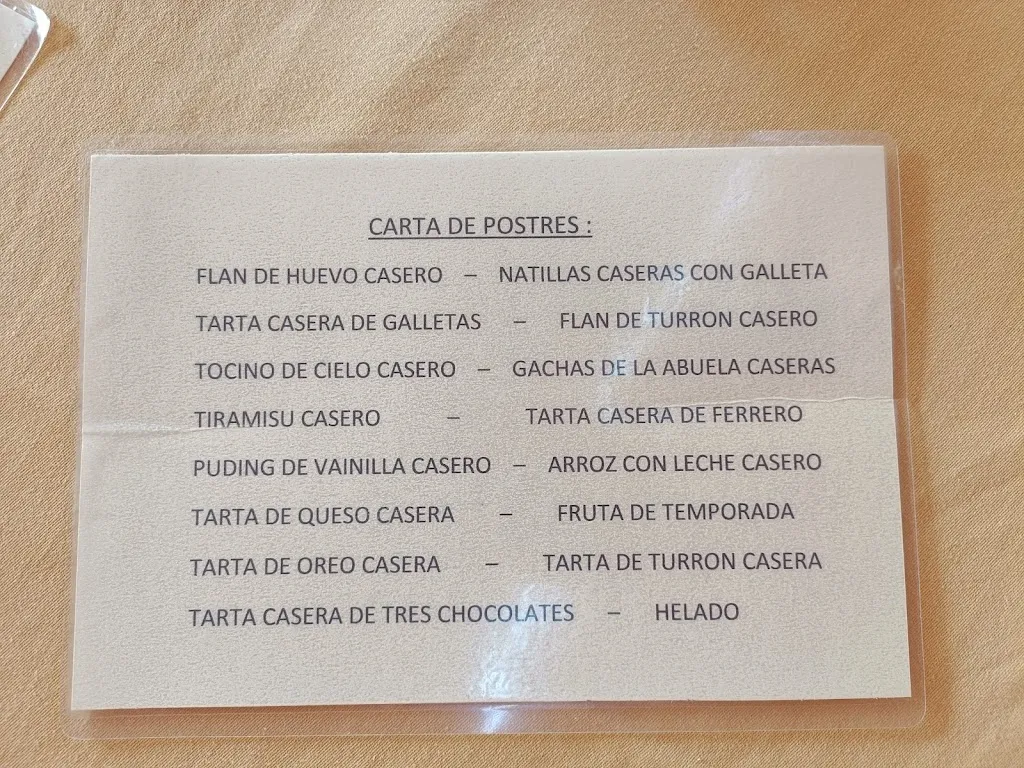 CARTA DE POSTRES :
FLAN DE HUEVO CASERO – NATILLAS CASERAS CON GALLETA
TARTA CASERA DE GALLETAS – FLAN DE TURRON CASERO
TOCINO DE CIELO CASERO – GACHAS DE LA ABUELA CASERAS
TIRAMISU CASERO – TARTA CASERA DE FERRERO
PUDING DE VAINILLA CASERO – ARROZ CON LECHE CASERO
TARTA DE QUESO CASERA – FRUTA DE TEMPORADA
TARTA DE OREO CASERA – TARTA DE TURRON CASERA
TARTA CASERA DE TRES CHOCOLATES – HELADO